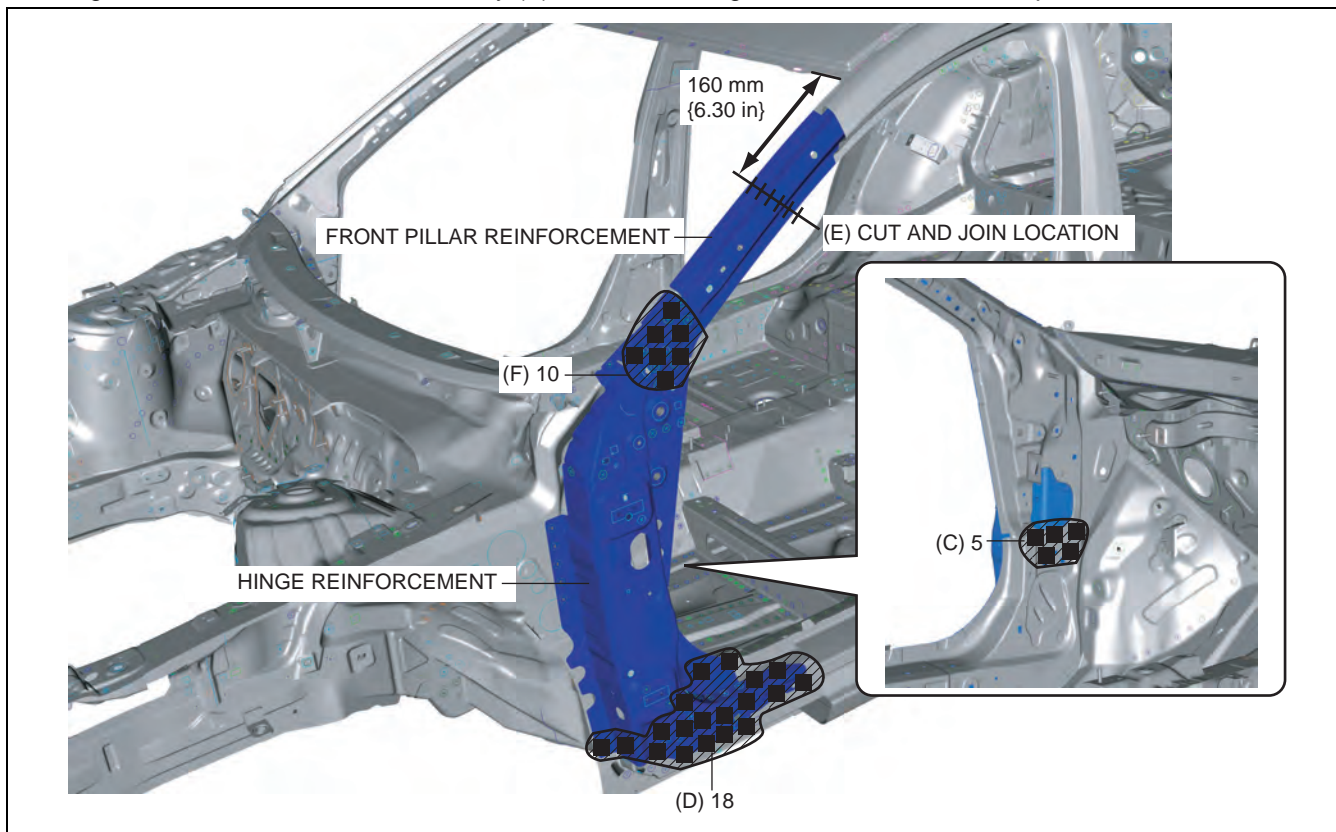 160 mm
{6.30 in}
FRONT PILLAR REINFORCEMENT
(E) CUT AND JOIN LOCATION
(F) 10
(C) 5
HINGE REINFORCEMENT
(D) 18